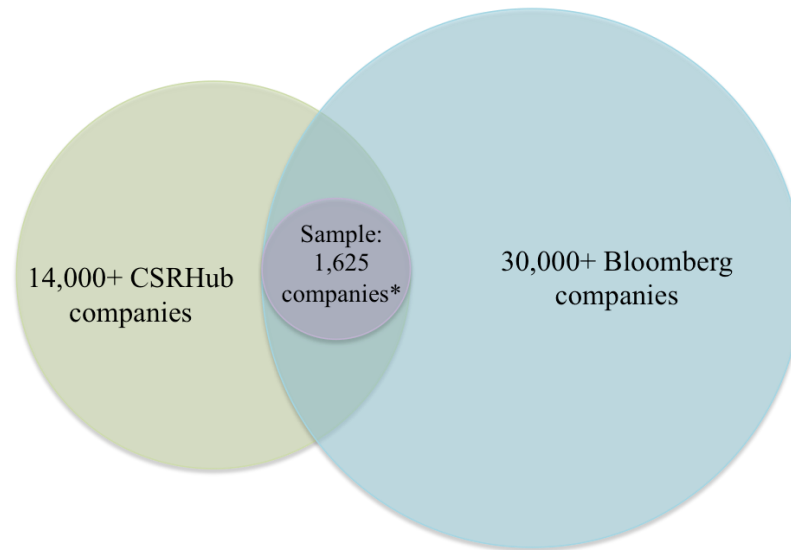 14,000+ CSRHub
companies
Sample:
1,625
companies*
30,000+ Bloomberg
companies